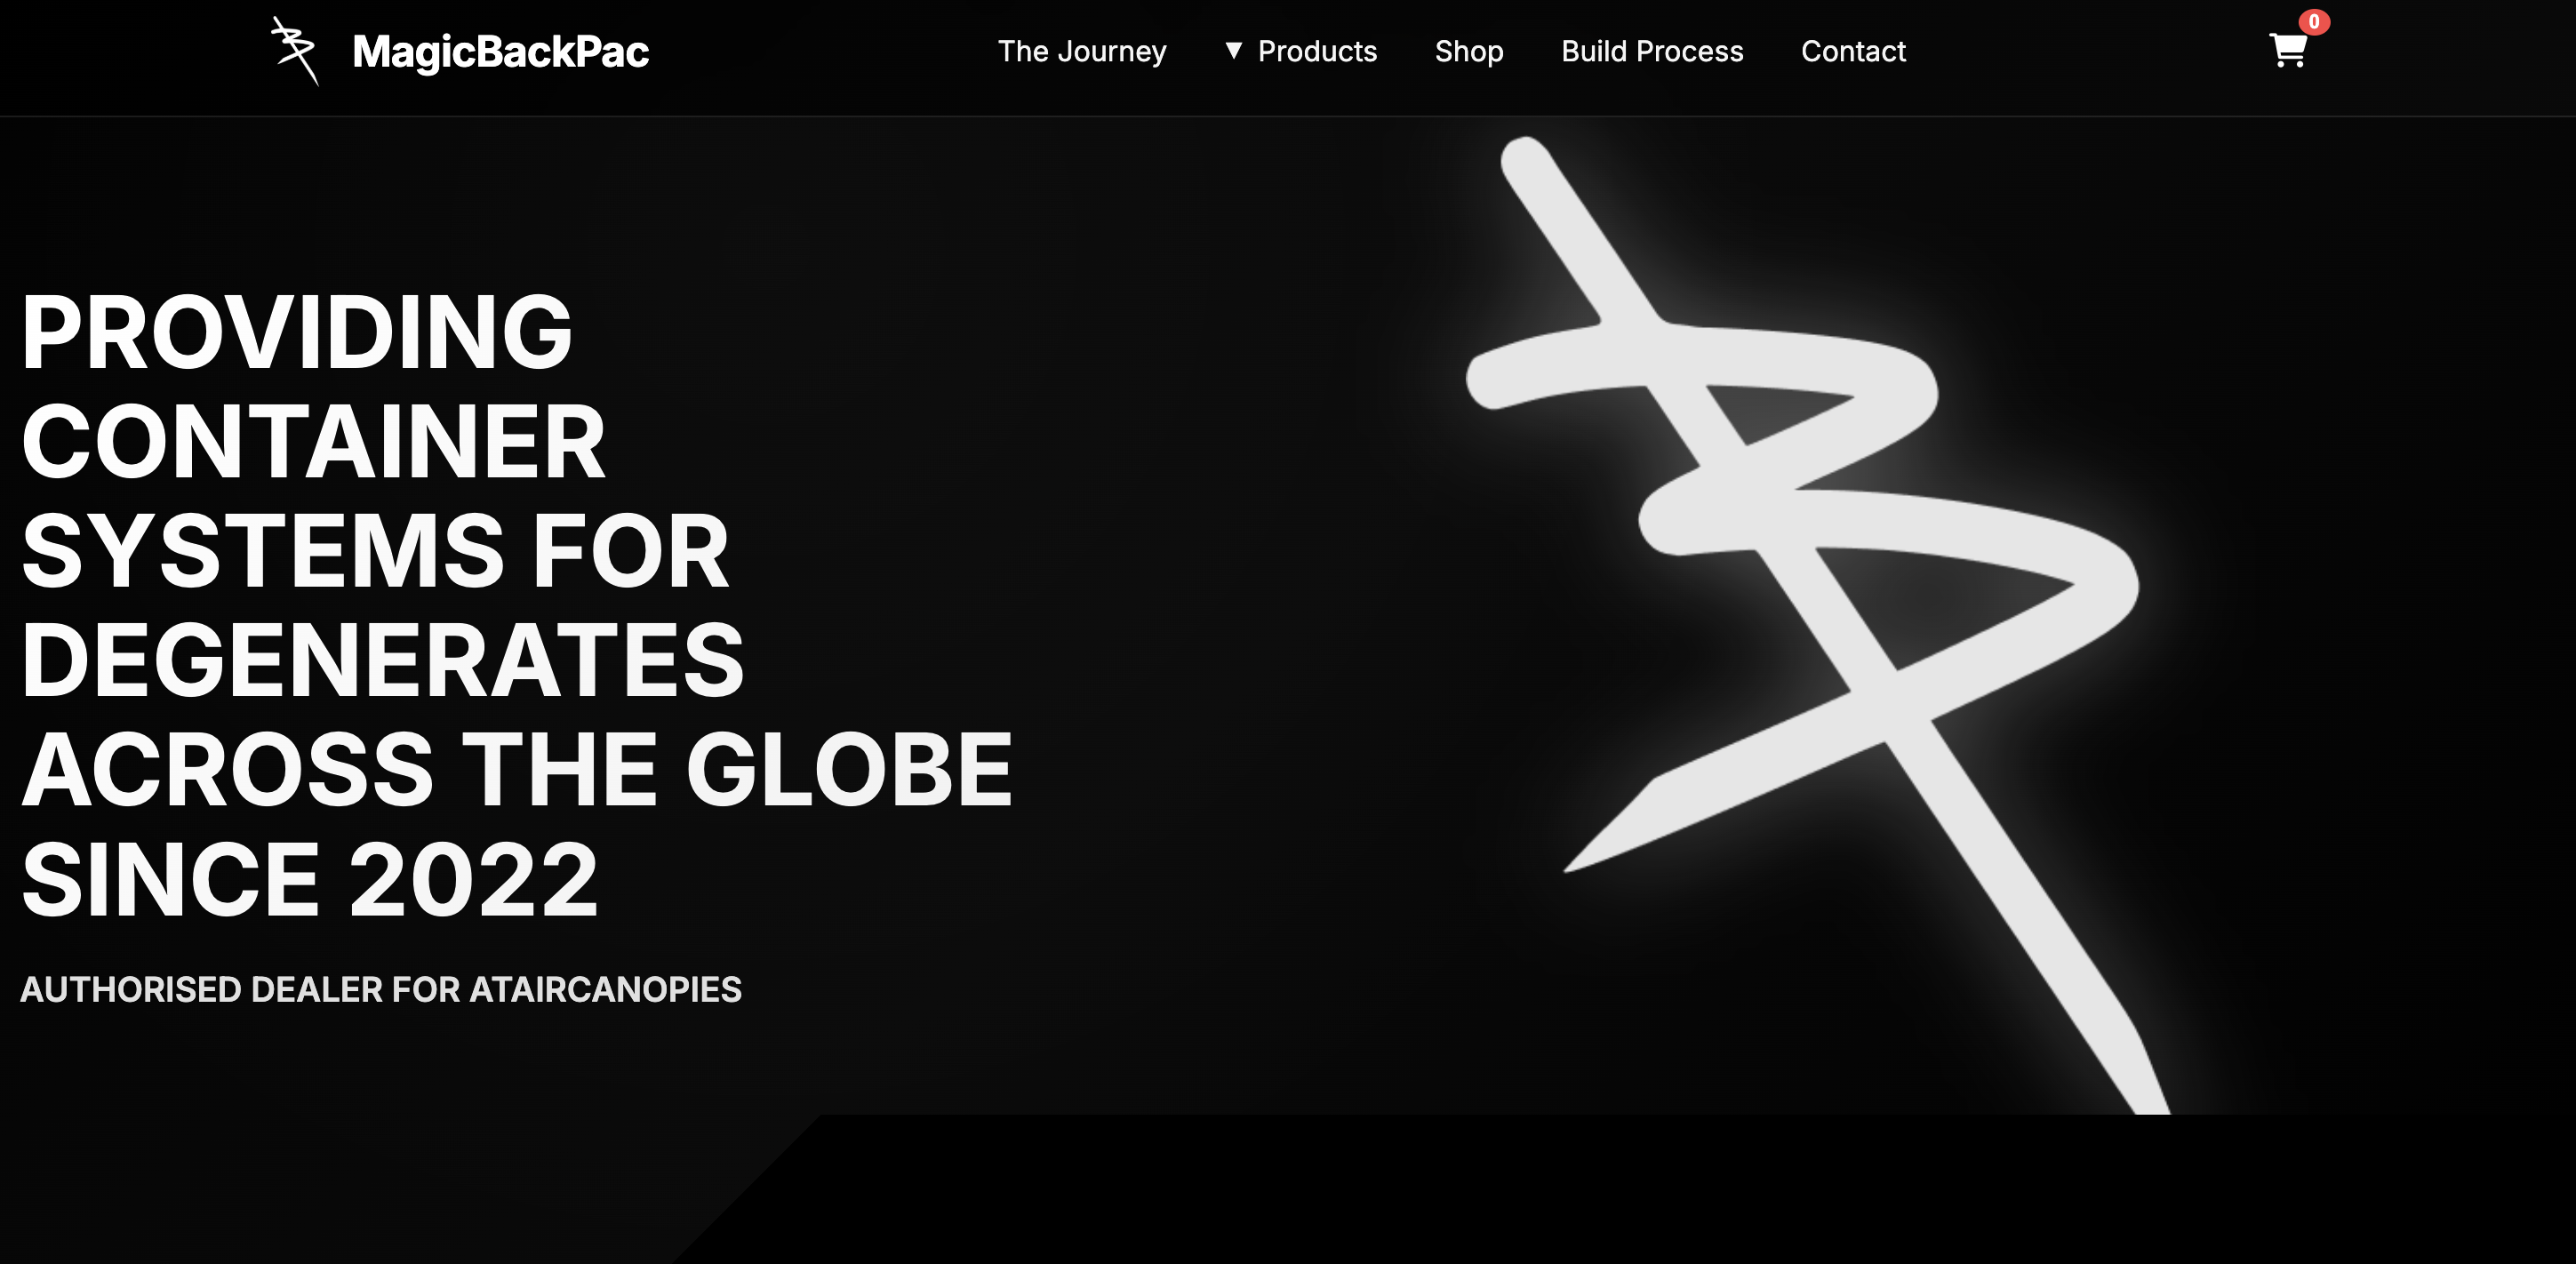 MagicBackPac
The Journey ▼ Products Shop Build Process Contact
0
PROVIDING
CONTAINER
SYSTEMS FOR
DEGENERATES
ACROSS THE GLOBE
SINCE 2022
AUTHORISED DEALER FOR ATAIRCANOPIES